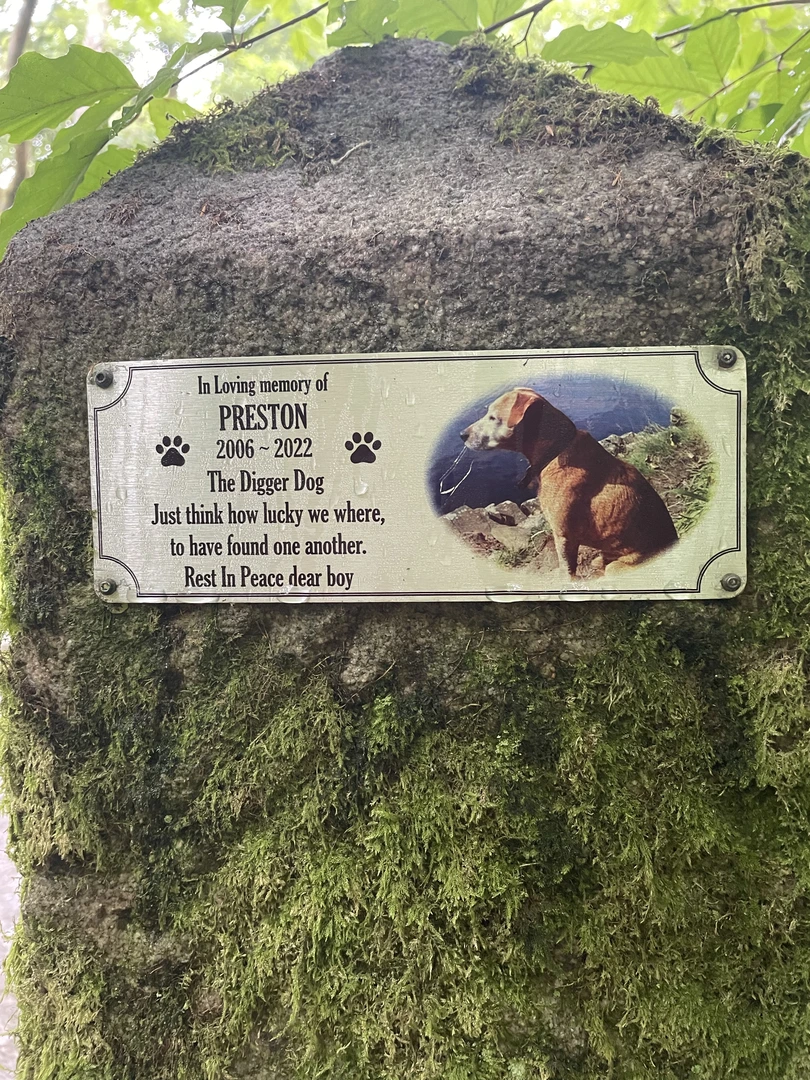 In Loving memory of
PRESTON
2006 ~ 2022
The Digger Dog
Just think how lucky we where,
to have found one another.
Rest In Peace dear boy